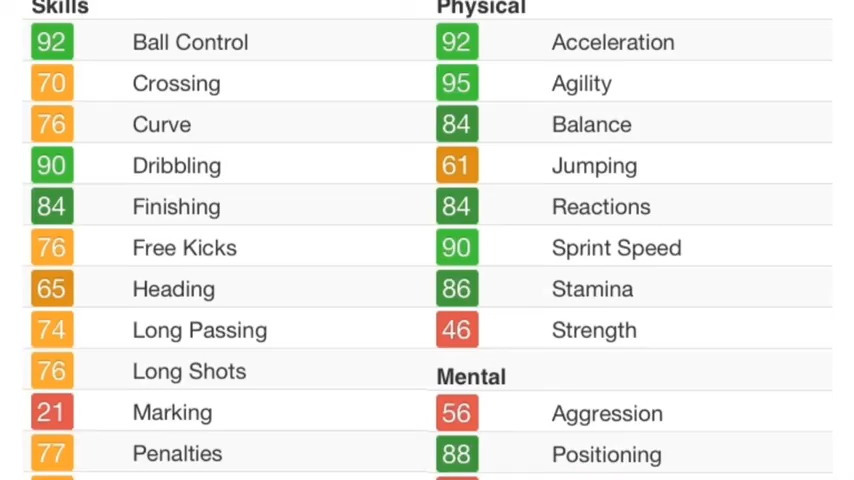 Skills
92 Ball Control
70 Crossing
76 Curve
90 Dribbling
84 Finishing
76 Free Kicks
65 Heading
74 Long Passing
76 Long Shots
21 Marking
77 Penalties
Physical
92 Acceleration
95 Agility
84 Balance
61 Jumping
84 Reactions
90 Sprint Speed
86 Stamina
46 Strength
Mental
56 Aggression
88 Positioning